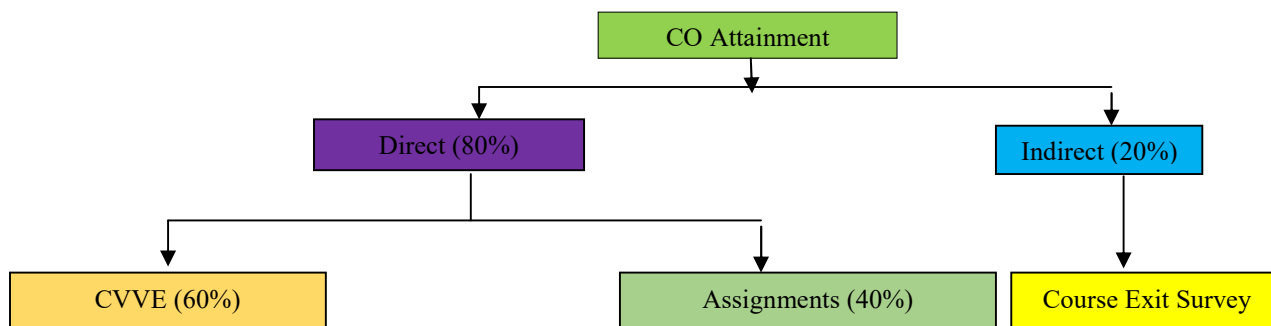 CO Attainment
Direct (80%)
Indirect (20%)
CVVE (60%)
Assignments (40%)
Course Exit Survey